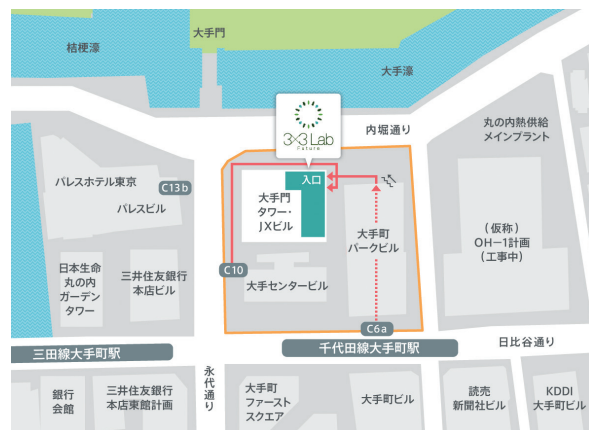 大手門
桔梗濠
大手濠
3×3 Lab
Future
内堀通り
丸の内熱供給
メインプラント
パレスホテル東京
C13b
パレスビル
入口
大手門
タワー・
JXビル
大手町
パークビル
(仮称)
OH-1計画
(工事中)
日本生命
丸の内
ガーデン
タワー
三井住友銀行
本店ビル
C10
大手センタービル
C6a
三田線大手町駅
永代通り
千代田線大手町駅
日比谷通り
銀行
会館
三井住友銀行
本店東館計画
大手町
ファースト
スクエア
大手町ビル
読売
新聞社ビル
KDDI
大手町ビル